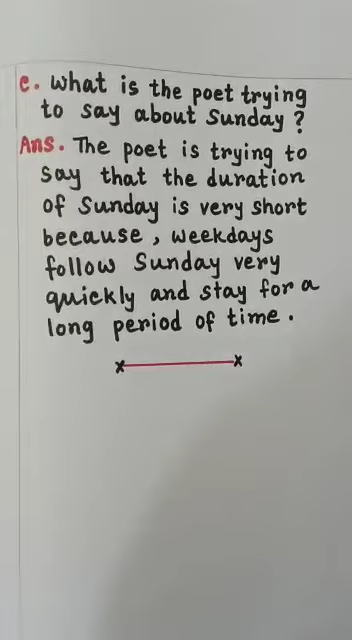 c. What is the poet trying
to say about Sunday?
Ans. The poet is trying to
say that the duration
of Sunday is very short
because, weekdays
follow Sunday very
quickly and stay for a
long period of time.
x x